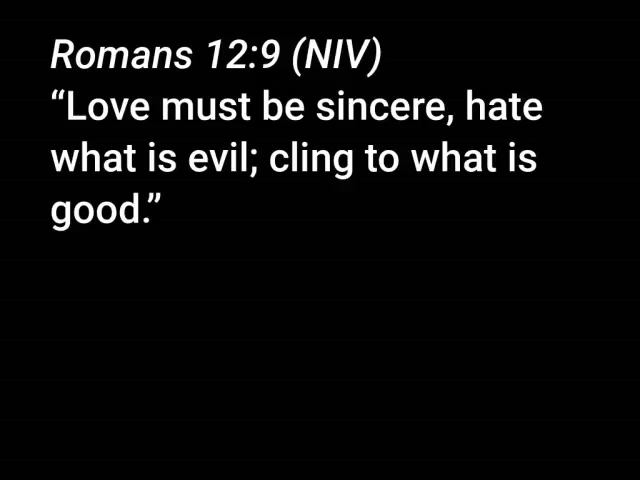 Romans 12:9 (NIV)
“Love must be sincere, hate
what is evil; cling to what is
good.”